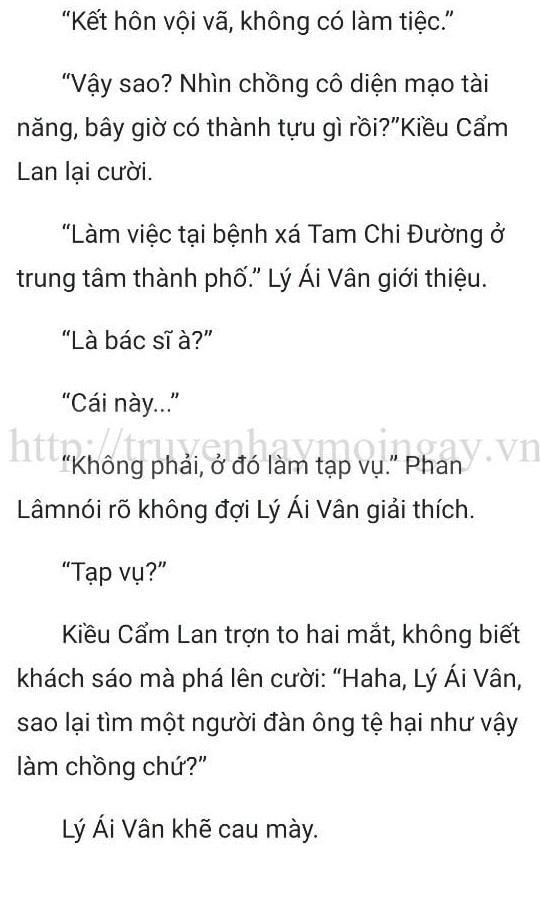 “Kết hôn vội vã, không có làm tiệc.”
“Vậy sao? Nhìn chồng cô diện mạo tài
năng, bây giờ có thành tựu gì rồi?”Kiều Cẩm
Lan lại cười.
“Làm việc tại bệnh xá Tam Chi Đường ở
trung tâm thành phố.” Lý Ái Vân giới thiệu.
“Là bác sĩ à?”
“Cái này...”
http://truyenhaymoingay.vn
“Không phải, ở đó làm tạp vụ.” Phan
Lâmnói rõ không đợi Lý Ái Vân giải thích.
“Tạp vụ?”
Kiều Cẩm Lan trợn to hai mắt, không biết
khách sáo mà phá lên cười: “Haha, Lý Ái Vân,
sao lại tìm một người đàn ông tệ hại như vậy
làm chồng chứ?”
Lý Ái Vân khẽ cau mày.